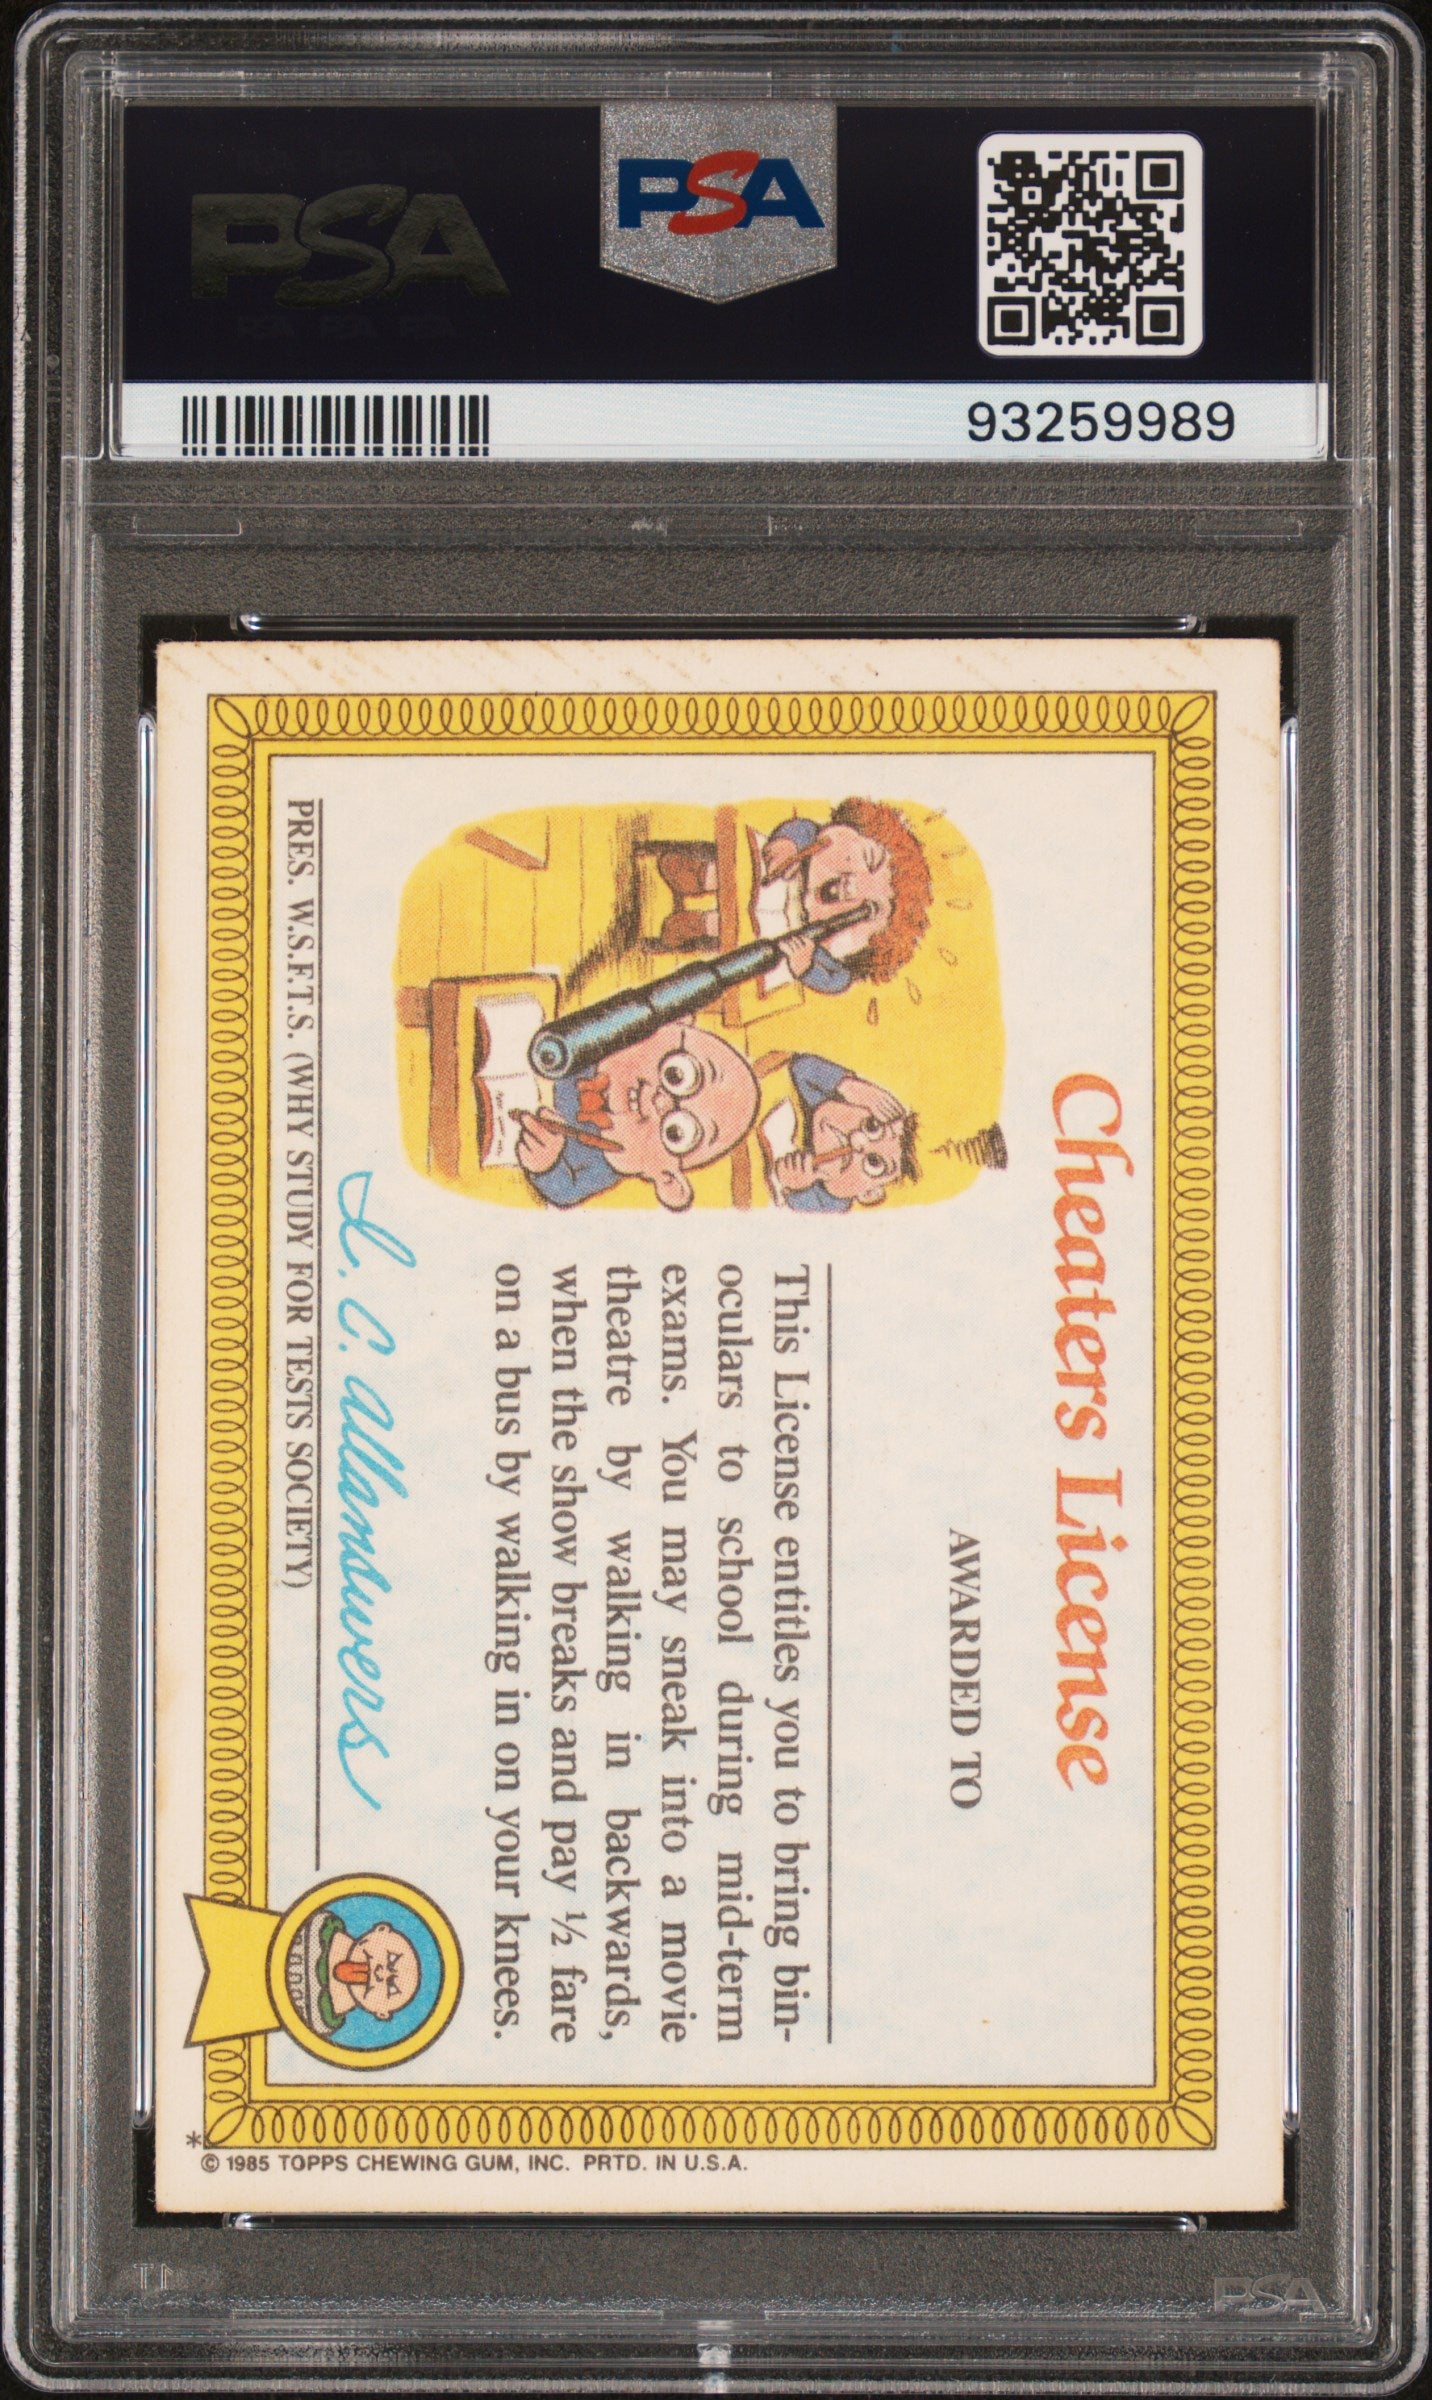 PSA
PSA
93259989
Cheaters License
AWARDED TO
This License entitles you to bring bin-
oculars to school during mid-term
exams. You may sneak into a movie
theatre by walking in backwards,
when the show breaks and pay ½ fare
on a bus by walking in on your knees.
I. C. Allanswers
PRES. W.S.F.T.S. (WHY STUDY FOR TESTS SOCIETY)
*
© 1985 TOPPS CHEWING GUM, INC. PRTD. IN U.S.A.
PSA